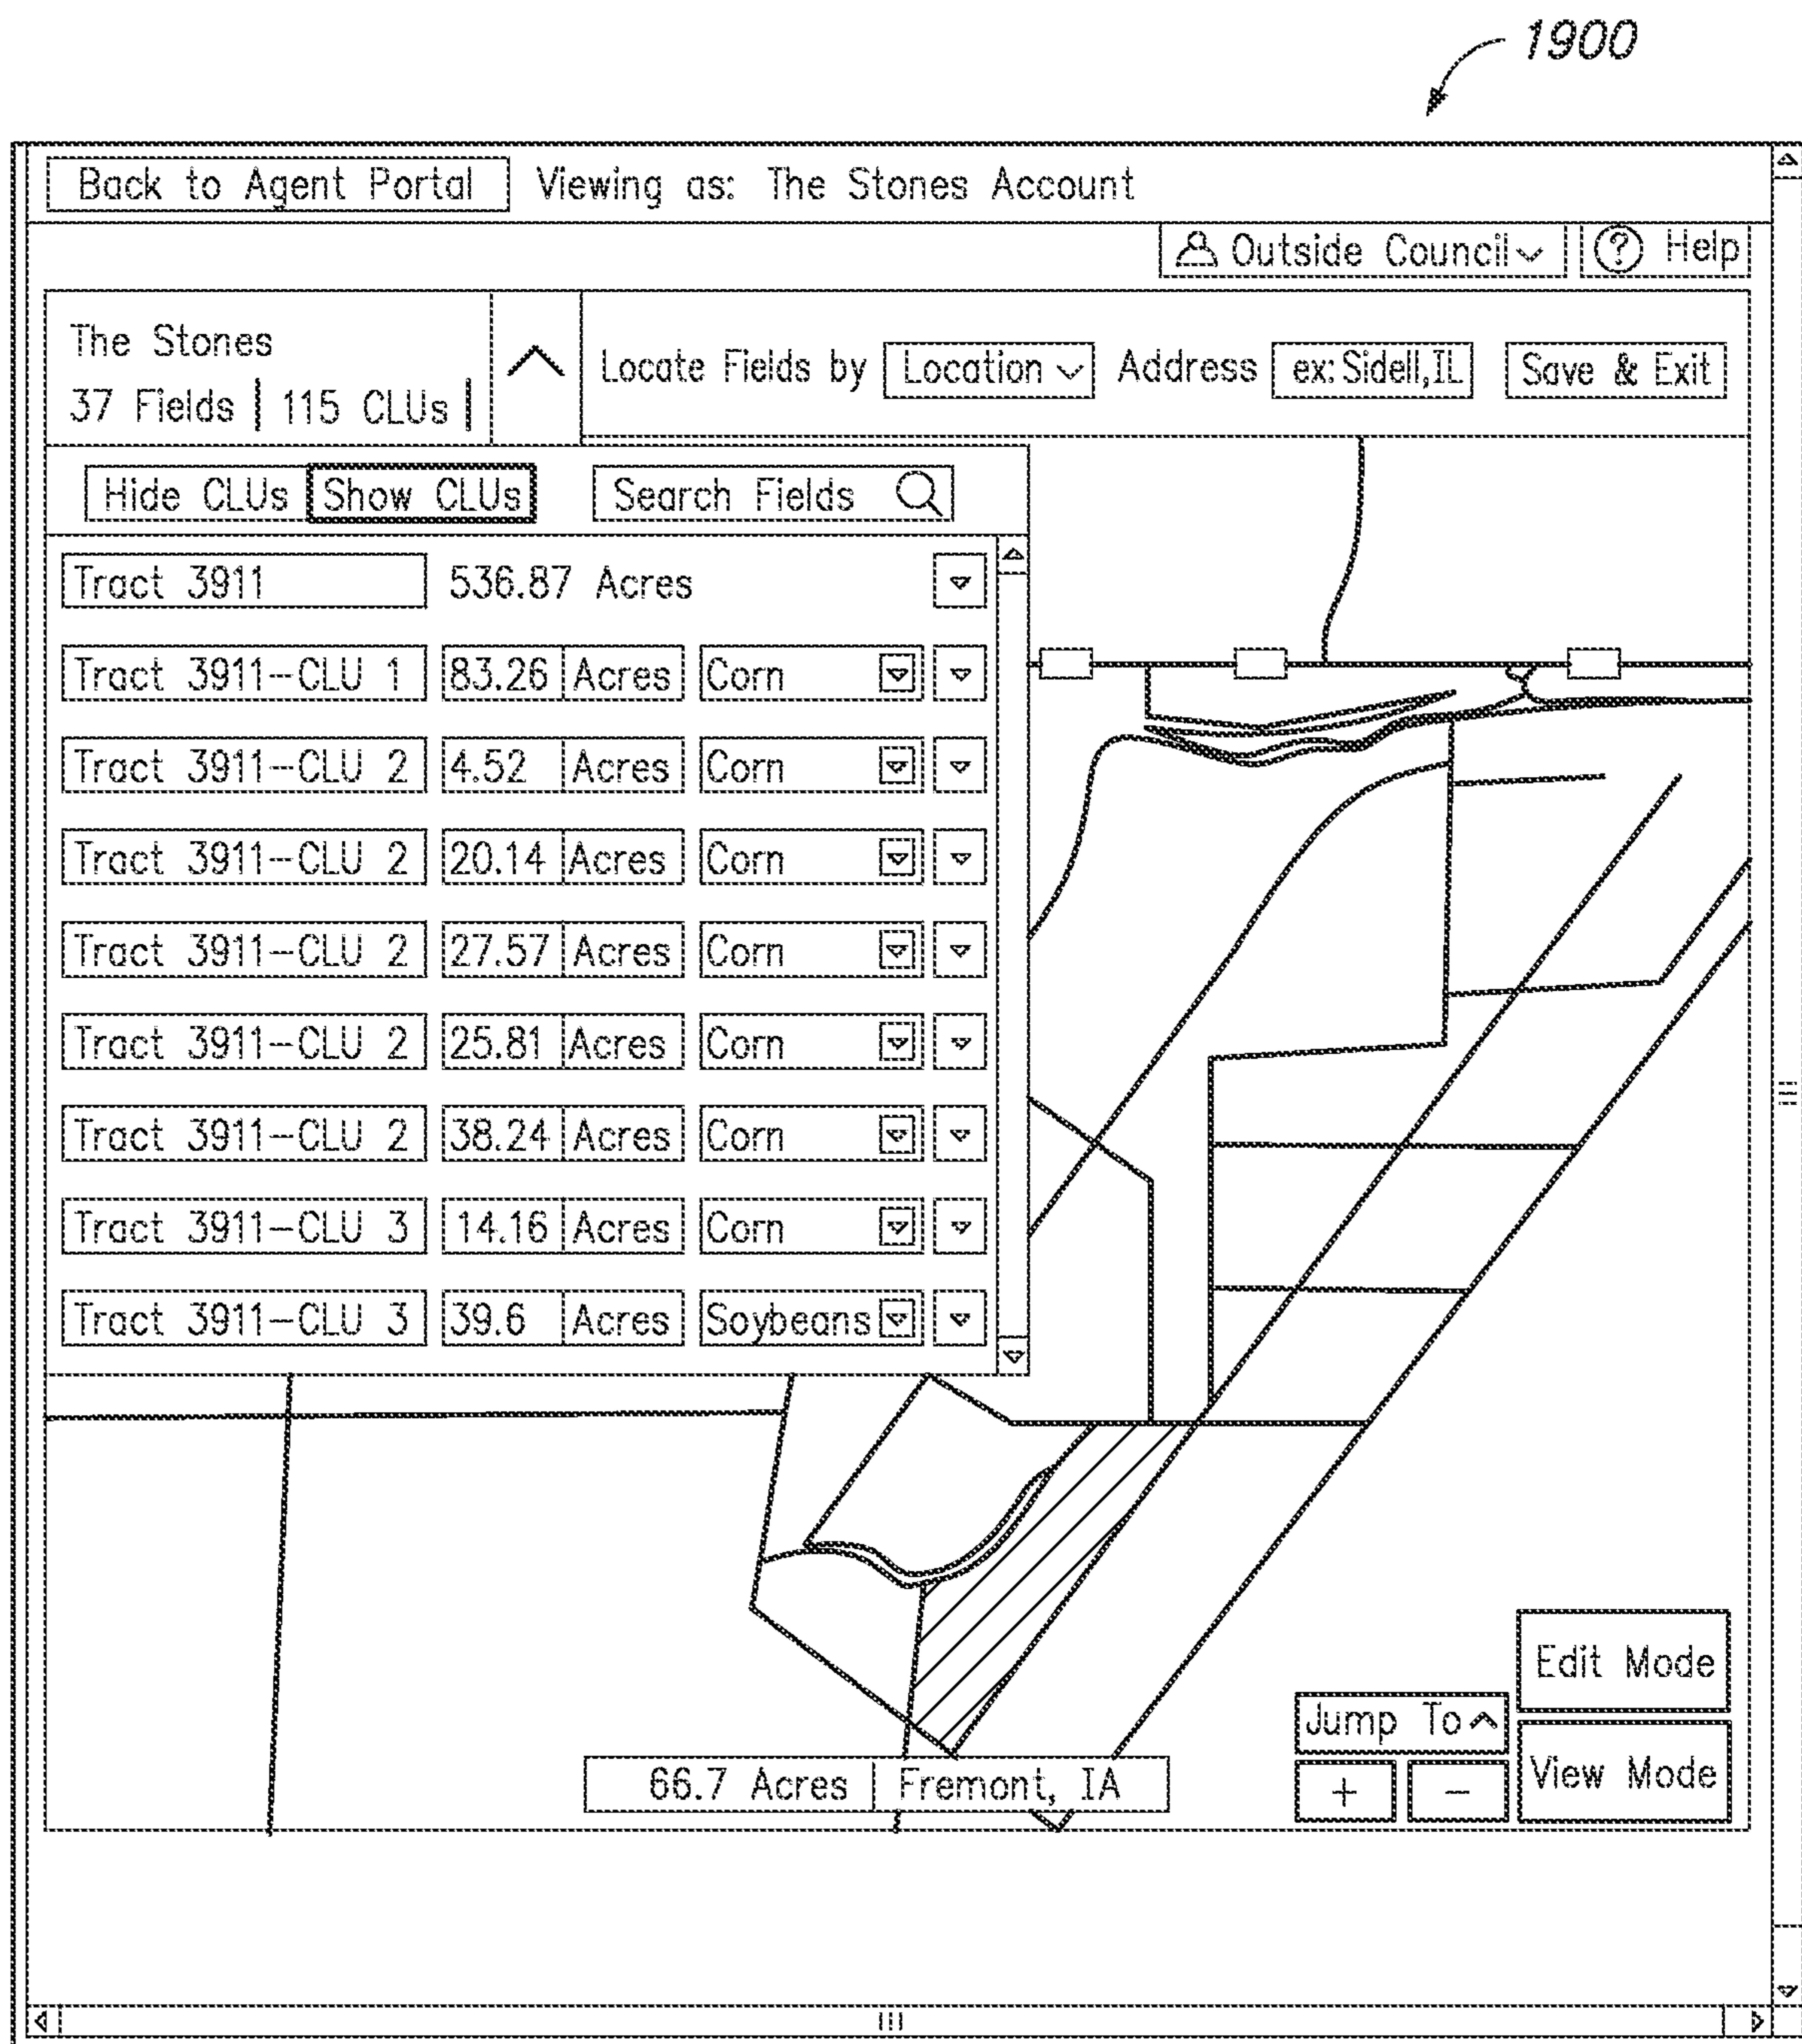 1900
Back to Agent Portal Viewing as: The Stones Account
Outside Council ? Help
The Stones
37 Fields | 115 CLUs |
Locate Fields by Location Address ex: Sidell, IL Save & Exit
Hide CLUs Show CLUs Search Fields
Tract 3911 536.87 Acres
Tract 3911-CLU 1 83.26 Acres Corn
Tract 3911-CLU 2 4.52 Acres Corn
Tract 3911-CLU 2 20.14 Acres Corn
Tract 3911-CLU 2 27.57 Acres Corn
Tract 3911-CLU 2 25.81 Acres Corn
Tract 3911-CLU 2 38.24 Acres Corn
Tract 3911-CLU 3 14.16 Acres Corn
Tract 3911-CLU 3 39.6 Acres Soybeans
Edit Mode
Jump To
View Mode
66.7 Acres | Fremont, IA
+ -